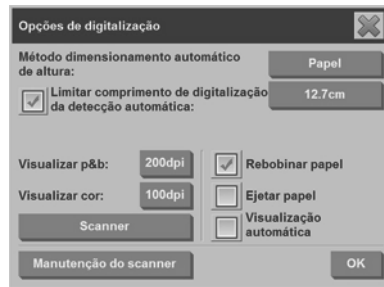 Opções de digitalização
Método dimensionamento automático
de altura:
Papel
Limitar comprimento de digitalização
da detecção automática:
12.7cm
Visualizar p&b:
200dpi
Rebobinar papel
Visualizar cor:
100dpi
Ejetar papel
Scanner
Visualização
automática
Manutenção do scanner
OK